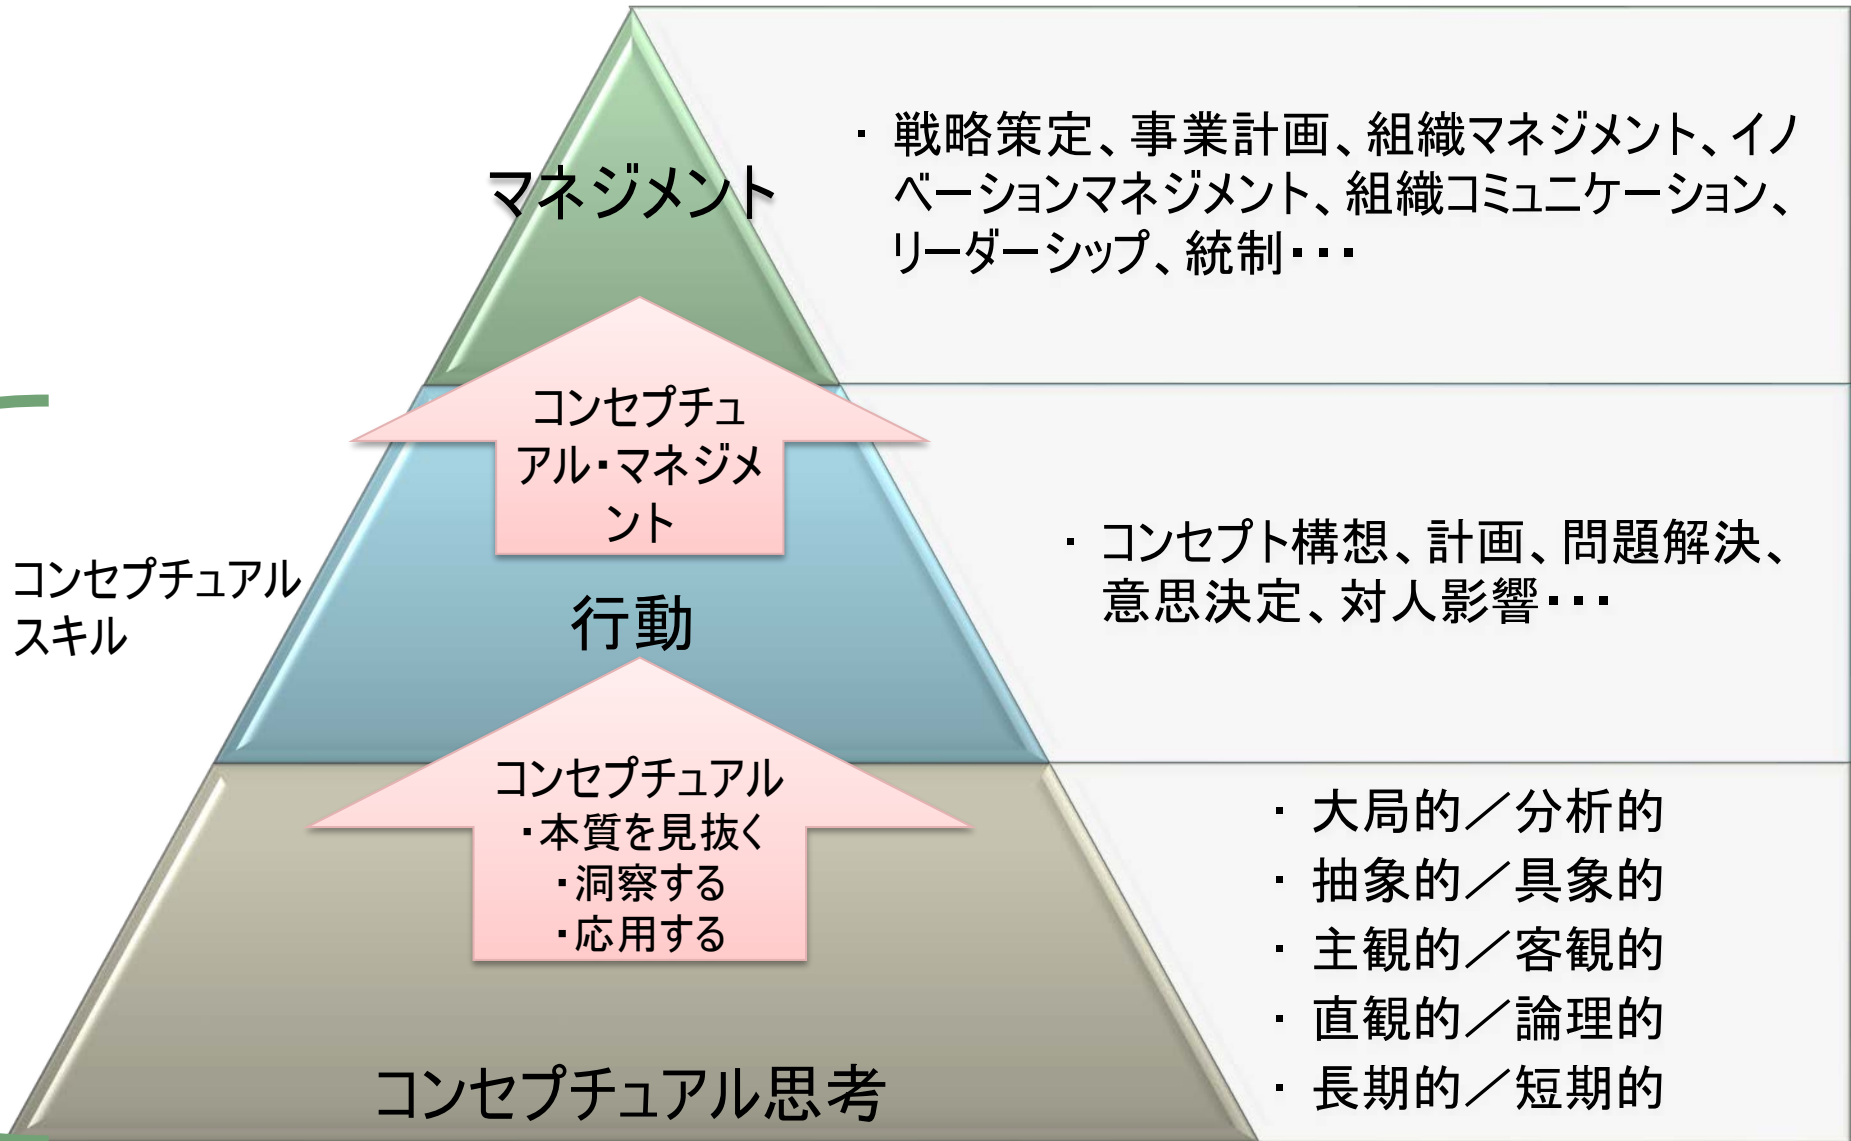 マネジメント
・ 戦略策定、事業計画、組織マネジメント、イノ
ベーションマネジメント、組織コミュニケーション、
リーダーシップ、統制・・・
コンセプチュ
アル・マネジメ
ント
コンセプチュアル
スキル
行動
・ コンセプト構想、計画、問題解決、
意思決定、対人影響・・・
コンセプチュアル
・本質を見抜く
・洞察する
・応用する
コンセプチュアル思考
・ 大局的／分析的
・ 抽象的／具象的
・ 主観的／客観的
・ 直観的／論理的
・ 長期的／短期的